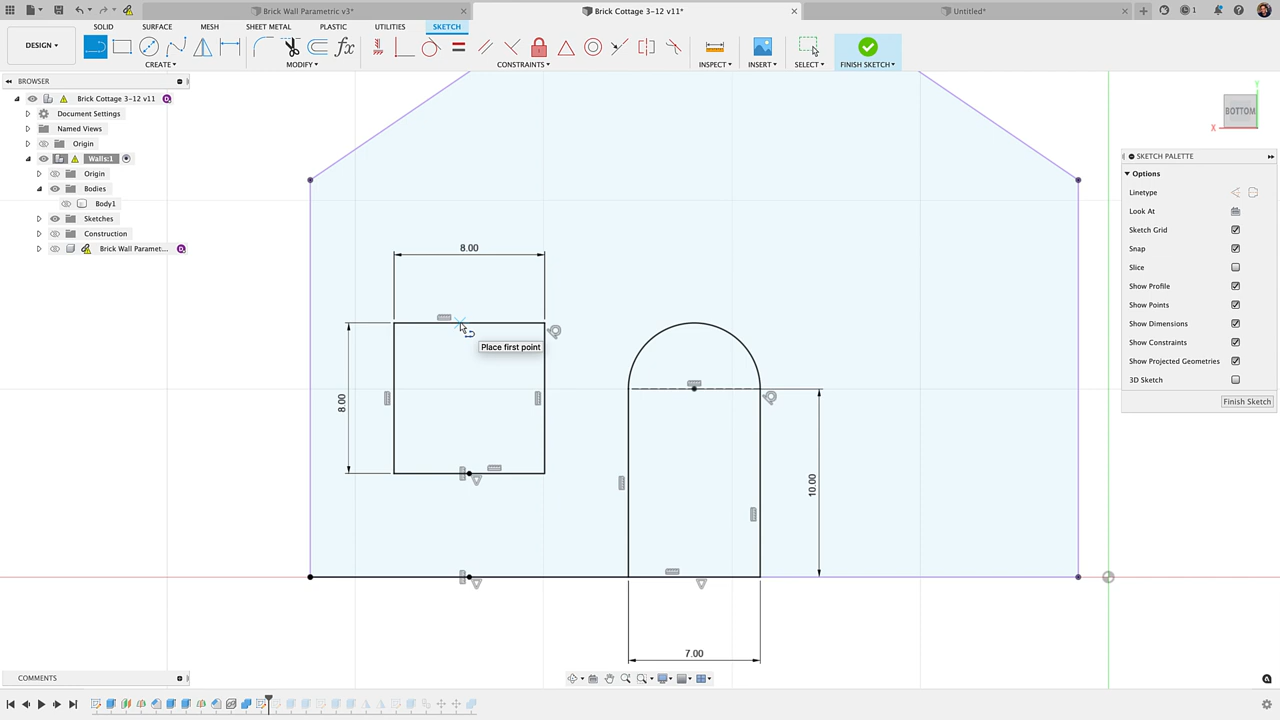 Brick Wall Parametric v3*
Brick Cottage 3-12 v11*
Untitled*
1
DESIGN
SOLID
SURFACE
MESH
SHEET METAL
PLASTIC
UTILITIES
SKETCH
CREATE
MODIFY
CONSTRAINTS
INSPECT
INSERT
SELECT
FINISH SKETCH
BROWSER
Brick Cottage 3-12 v11
Document Settings
Named Views
Origin
Walls:1
Origin
Bodies
Body1
Sketches
Construction
Brick Wall Paramet...
8.00
8.00
Place first point
10.00
7.00
Y
BOTTOM
X
SKETCH PALETTE
Options
Linetype
Look At
Sketch Grid
Snap
Slice
Show Profile
Show Points
Show Dimensions
Show Constraints
Show Projected Geometries
3D Sketch
Finish Sketch
COMMENTS